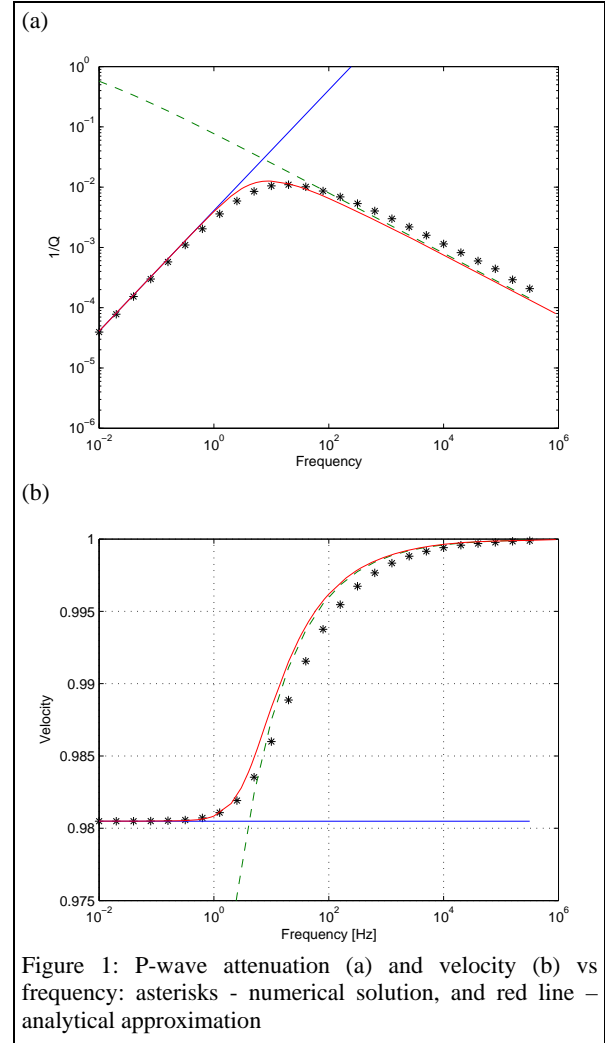 (a)
10^0
10^-1
10^-2
10^-3
10^-4
10^-5
10^-6
1/Q
10^-2 10^0 10^2 10^4 10^6
Frequency
(b)
1
0.995
0.99
0.985
0.98
0.975
Velocity
10^-2 10^0 10^2 10^4 10^6
Frequency [Hz]
Figure 1: P-wave attenuation (a) and velocity (b) vs
frequency: asterisks - numerical solution, and red line –
analytical approximation